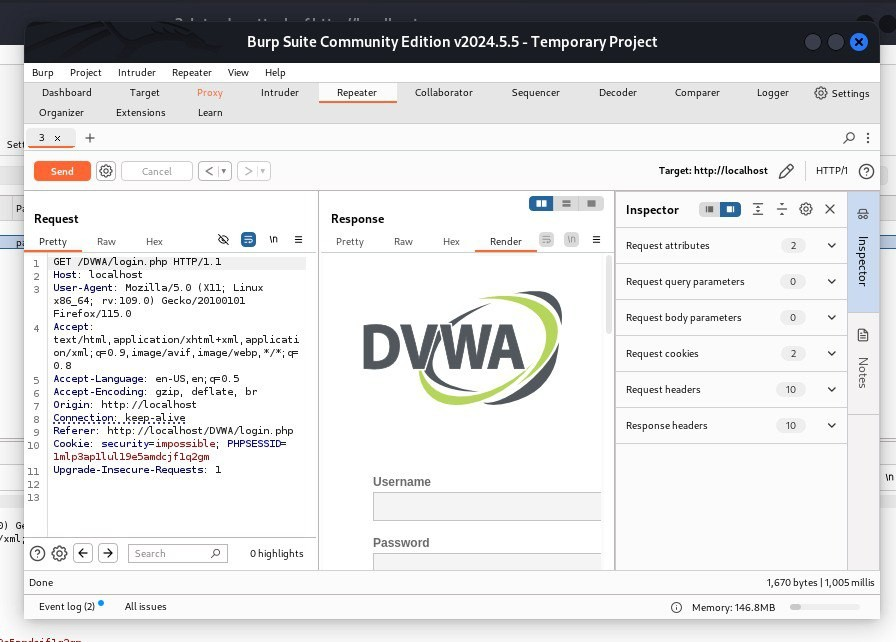 Burp Suite Community Edition v2024.5.5 - Temporary Project
Burp Project Intruder Repeater View Help
Dashboard Target Proxy Intruder Repeater Collaborator Sequencer Decoder Comparer Logger Settings
Organizer Extensions Learn
3 × +
Send Cancel < ▾ > ▾ Target: http://localhost HTTP/1 ?
Request
Pretty Raw Hex \n
1 GET /DVWA/login.php HTTP/1.1
2 Host: localhost
3 User-Agent: Mozilla/5.0 (X11; Linux
x86_64; rv:109.0) Gecko/20100101
Firefox/115.0
4 Accept:
text/html,application/xhtml+xml,applicati
on/xml;q=0.9,image/avif,image/webp,*/*;q=
0.8
5 Accept-Language: en-US,en;q=0.5
6 Accept-Encoding: gzip, deflate, br
7 Origin: http://localhost
8 Connection: keep-alive
9 Referer: http://localhost/DVWA/login.php
10 Cookie: security=impossible; PHPSESSID=
1mlp3ap1lul19e5amdcjf1q2gm
11 Upgrade-Insecure-Requests: 1
12
13
Search 0 highlights
Response
Pretty Raw Hex Render \n
DVWA
Username
Password
Inspector
Request attributes 2
Request query parameters 0
Request body parameters 0
Request cookies 2
Request headers 10
Response headers 10
Inspector
Notes
Done 1,670 bytes | 1,005 millis
Event log (2) All issues Memory: 146.8MB